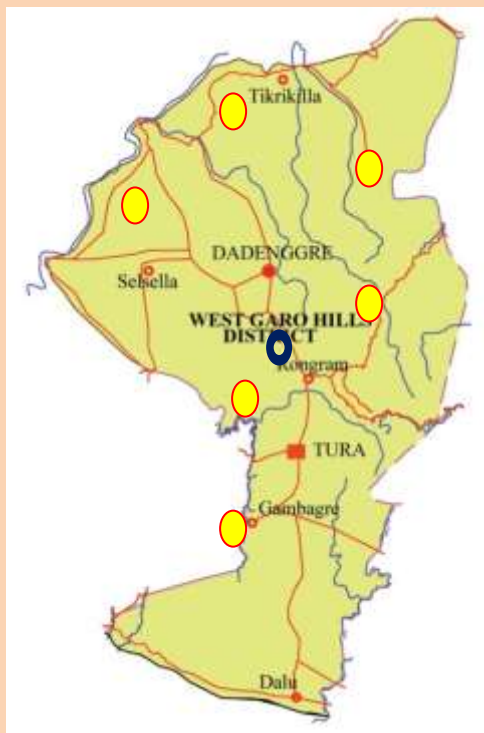 Tikrikilla
DADENGGRE
Selsella
WEST GARO HILLS
DISTRICT
Rongram
TURA
Gambagre
Dalu